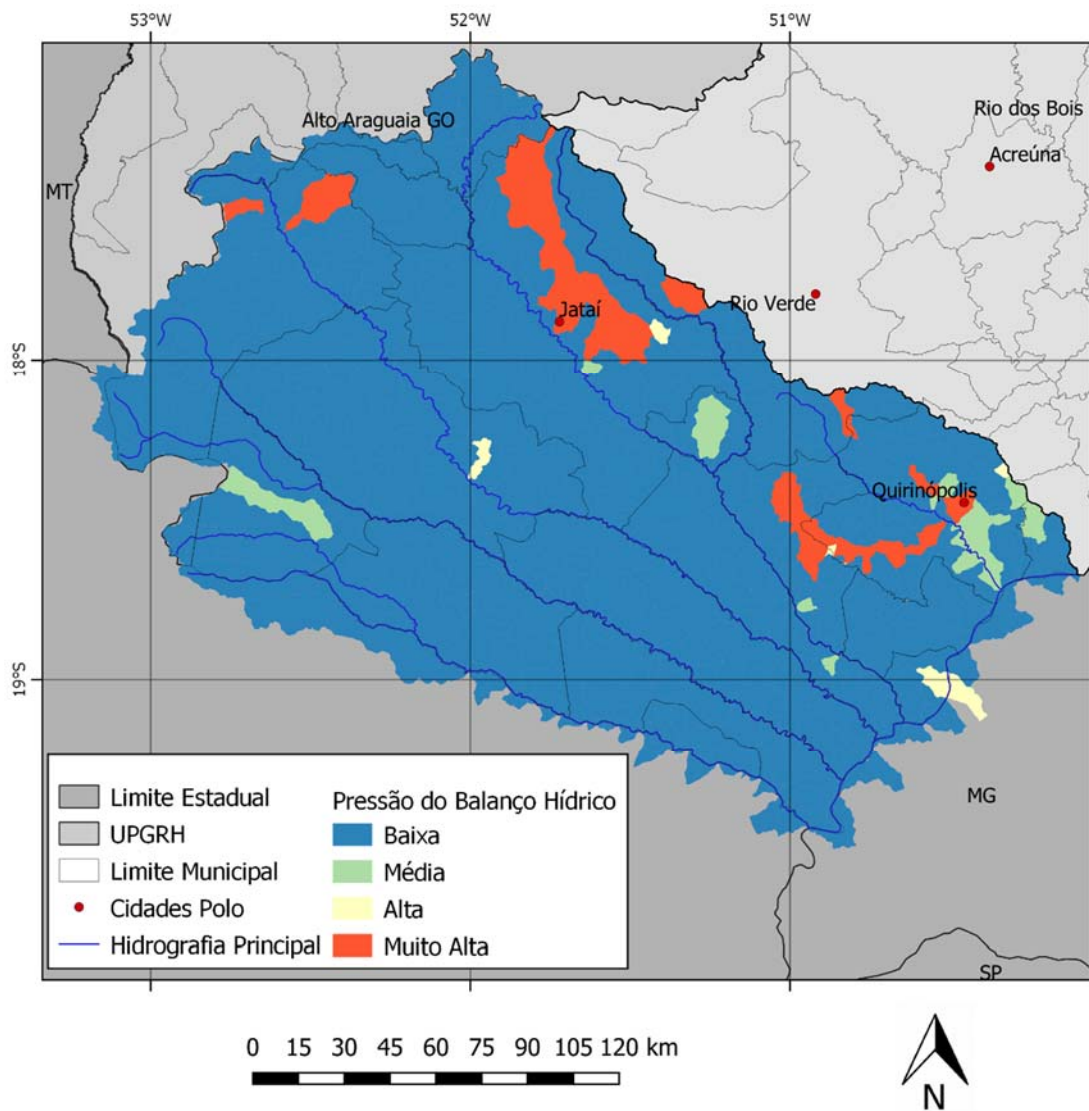 53°W 52°W 51°W
Rio dos Bois
Alto Araguaia GO
Acreúna
MT
Rio Verde
Jataí
18°S
Quirinópolis
19°S
MG
SP
Limite Estadual
UPGRH
Limite Municipal
Cidades Polo
Hidrografia Principal
Pressão do Balanço Hídrico
Baixa
Média
Alta
Muito Alta
0 15 30 45 60 75 90 105 120 km
N